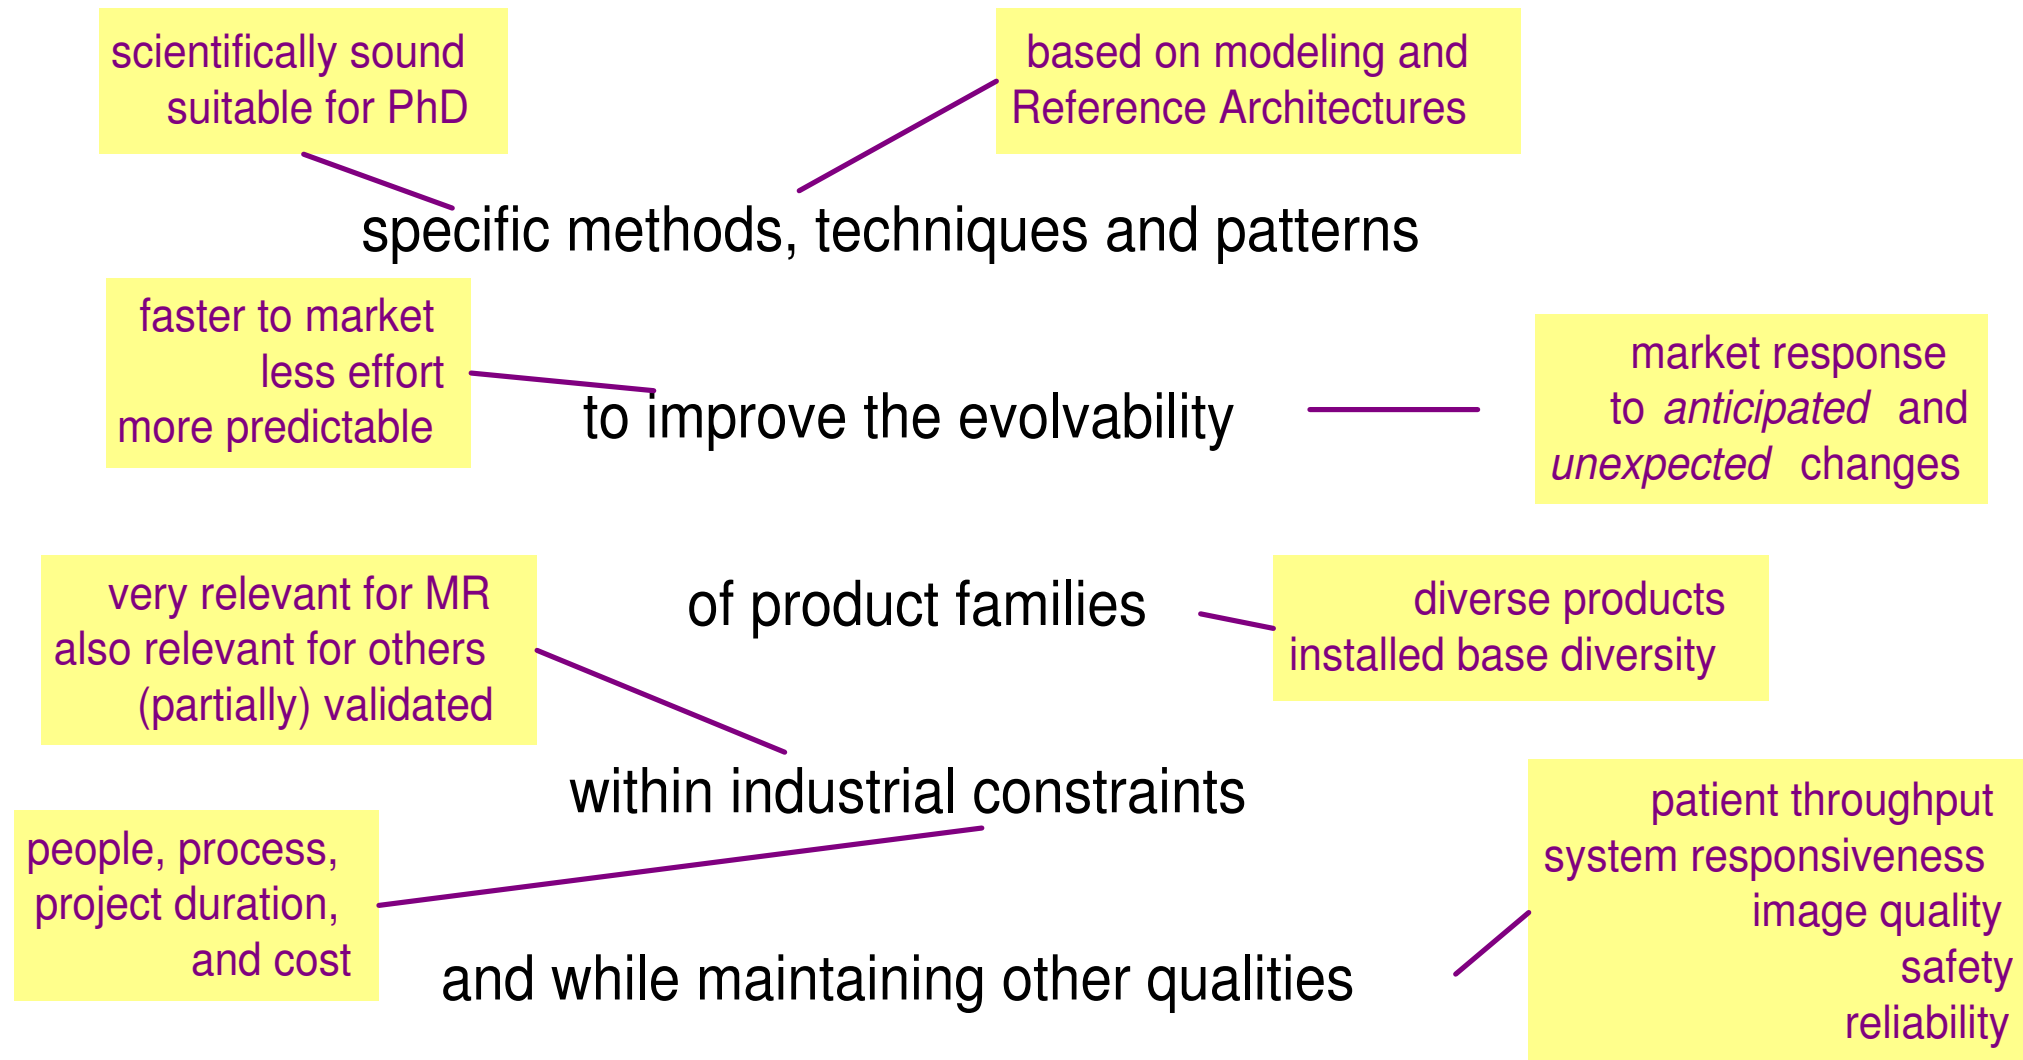 scientifically sound
suitable for PhD
based on modeling and
Reference Architectures
specific methods, techniques and patterns
faster to market
less effort
more predictable
to improve the evolvability
market response
to anticipated and
unexpected changes
very relevant for MR
also relevant for others
(partially) validated
of product families
diverse products
installed base diversity
within industrial constraints
people, process,
project duration,
and cost
and while maintaining other qualities
patient throughput
system responsiveness
image quality
safety
reliability